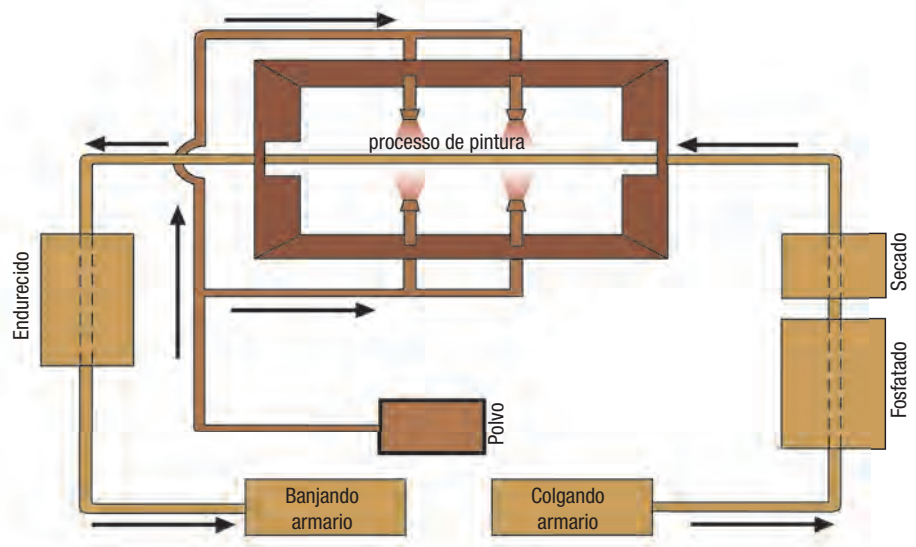 processo de pintura
Endurecido
Secado
Fosfatado
Polvo
Banjando
armario
Colgando
armario